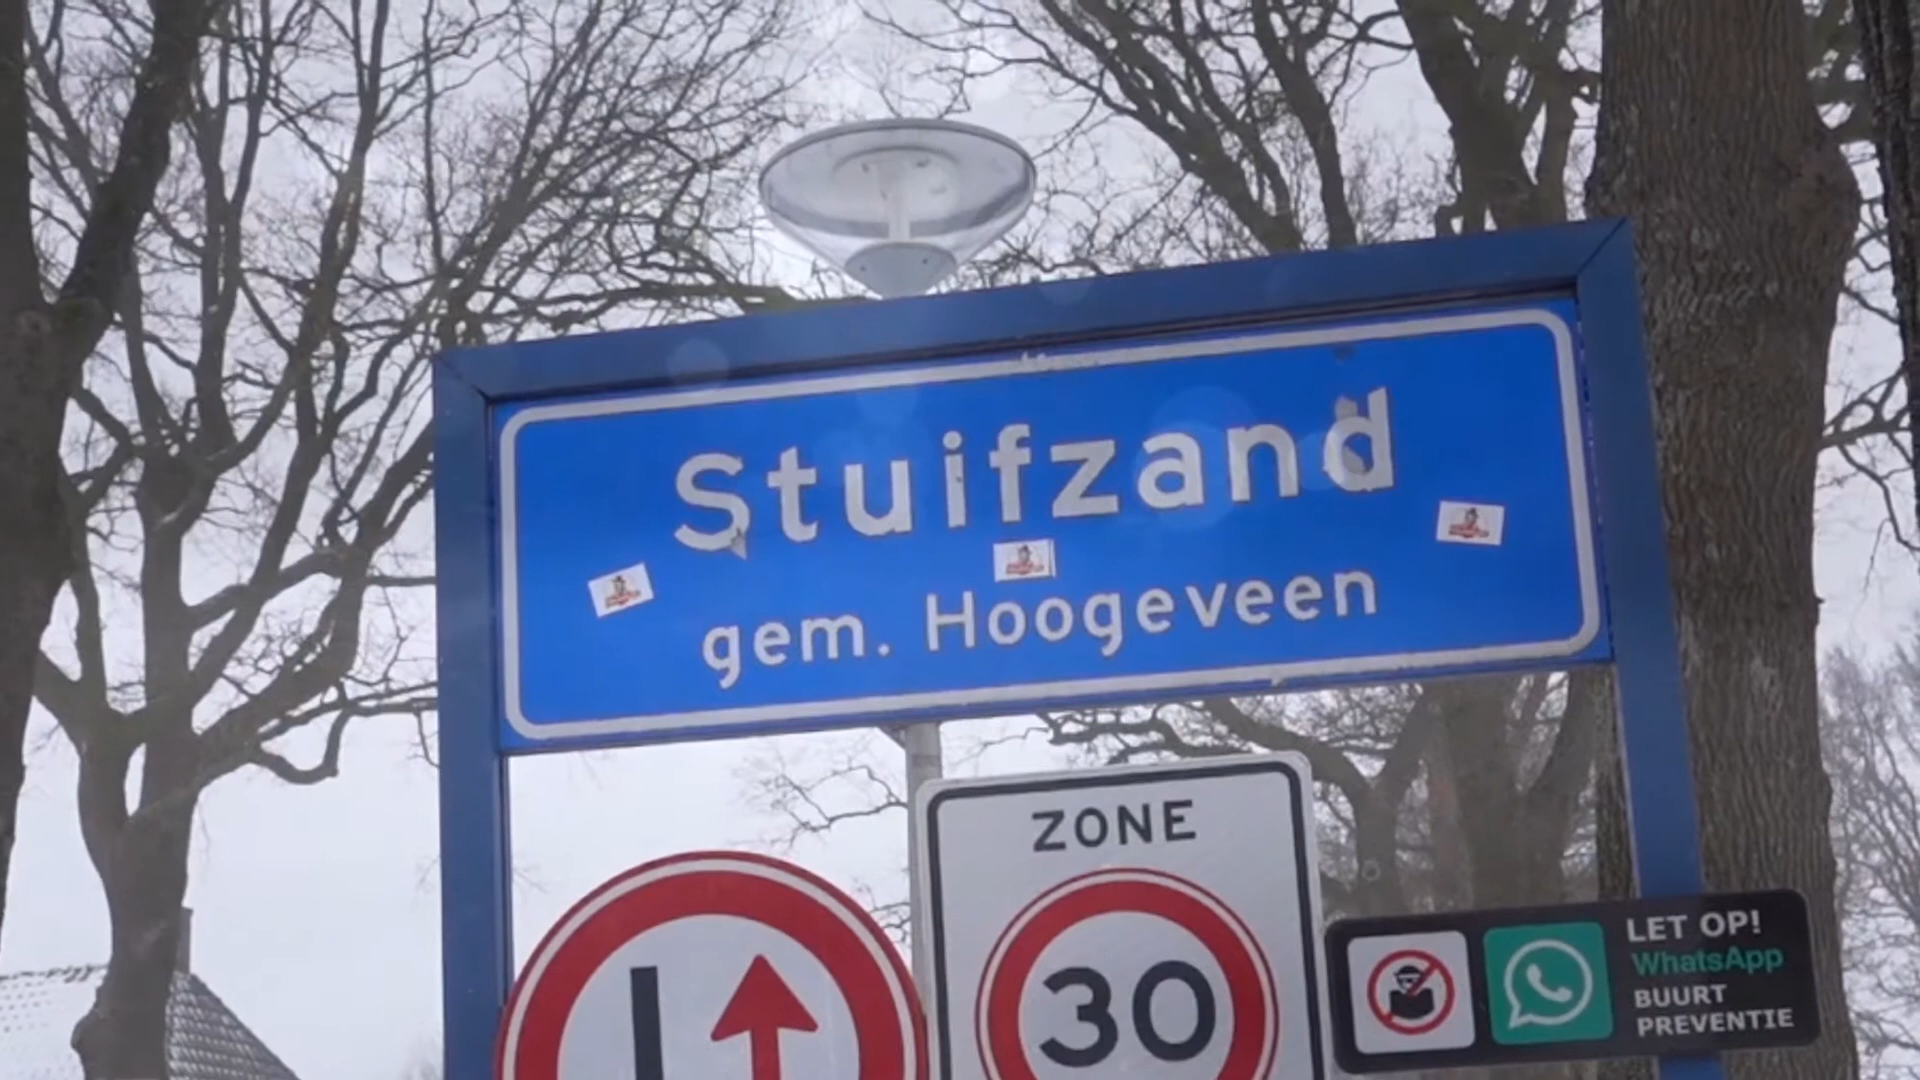 Stuifzand
gem. Hoogeveen
ZONE
30
LET OP!
WhatsApp
BUURT
PREVENTIE